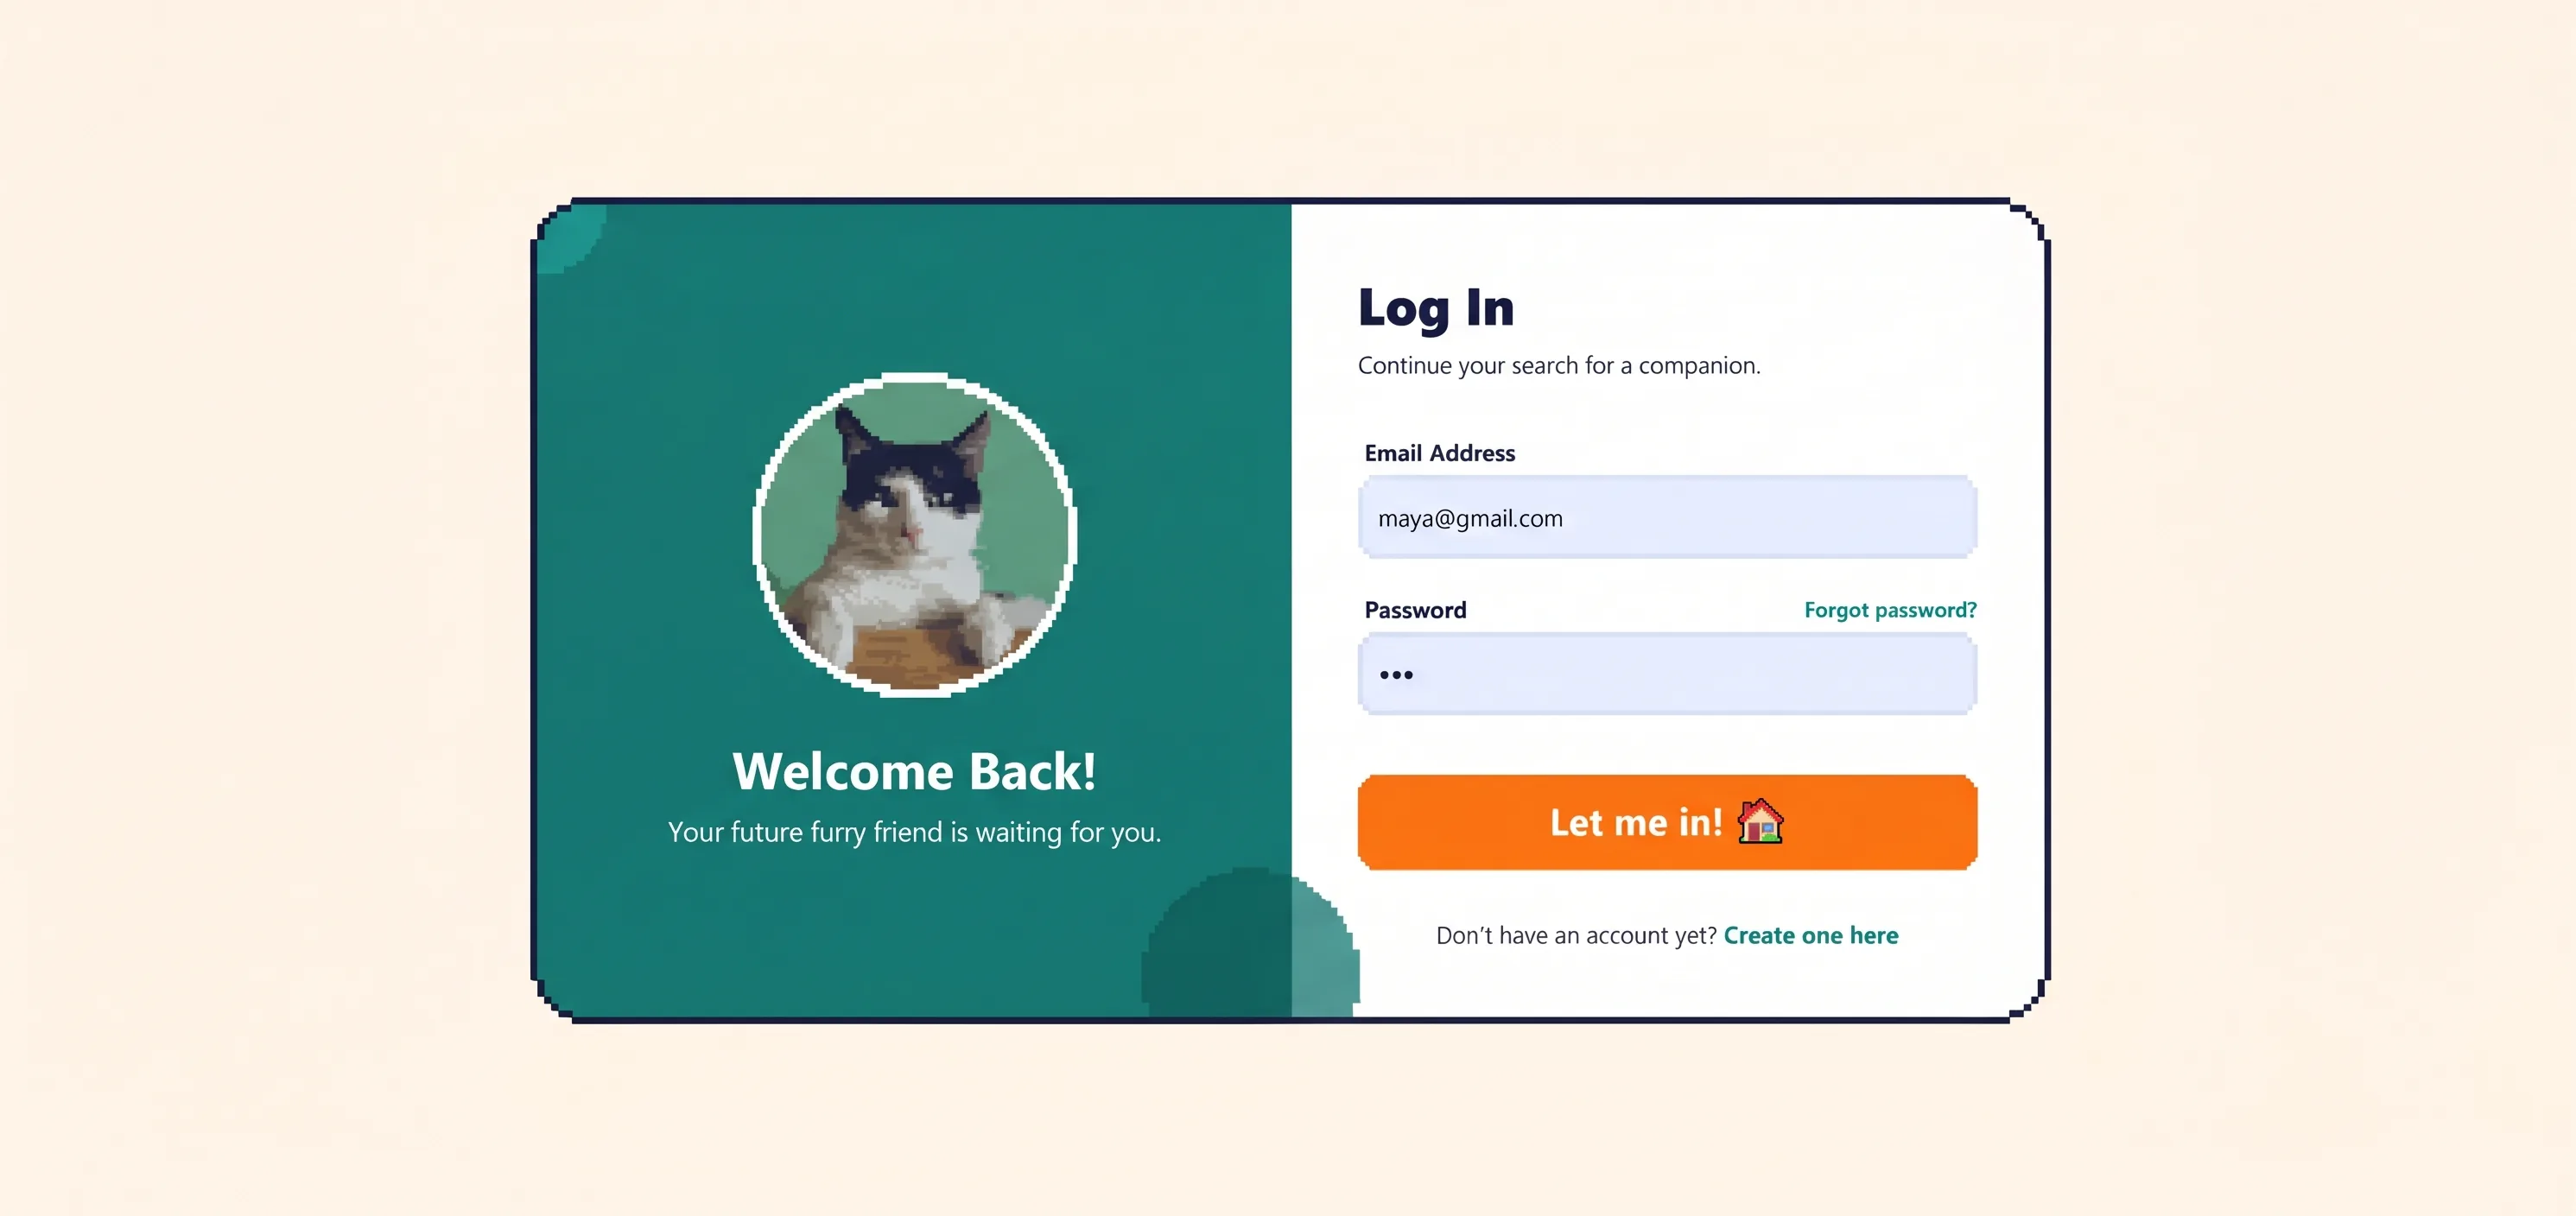 Welcome Back!
Your future furry friend is waiting for you.
Log In
Continue your search for a companion.
Email Address
maya@gmail.com
Password
Forgot password?
•••
Let me in! 🏠
Don’t have an account yet? Create one here